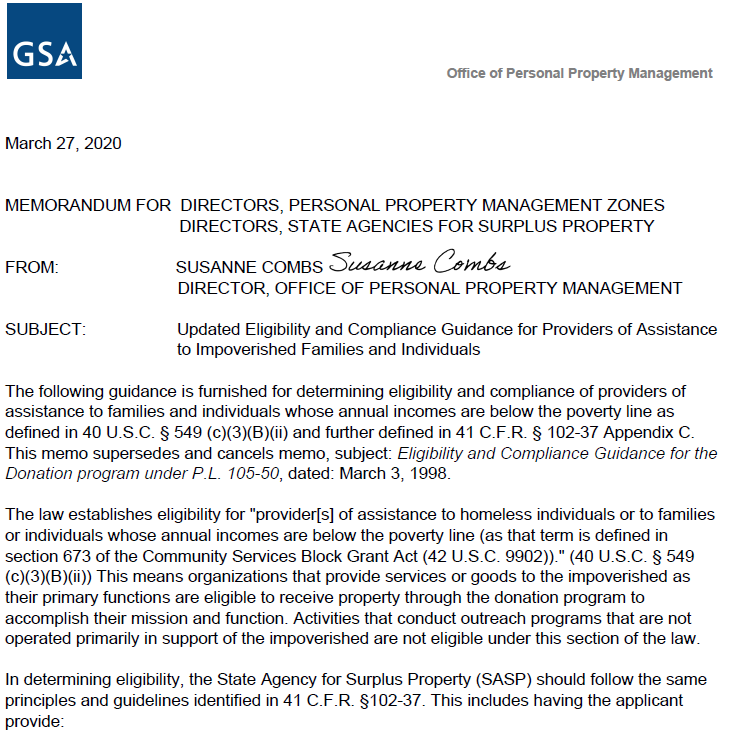 GSA
Office of Personal Property Management
March 27, 2020
MEMORANDUM FOR DIRECTORS, PERSONAL PROPERTY MANAGEMENT ZONES
DIRECTORS, STATE AGENCIES FOR SURPLUS PROPERTY
FROM: SUSANNE COMBS Susanne Combs
DIRECTOR, OFFICE OF PERSONAL PROPERTY MANAGEMENT
SUBJECT: Updated Eligibility and Compliance Guidance for Providers of Assistance
to Impoverished Families and Individuals
The following guidance is furnished for determining eligibility and compliance of providers of
assistance to families and individuals whose annual incomes are below the poverty line as
defined in 40 U.S.C. § 549 (c)(3)(B)(ii) and further defined in 41 C.F.R. § 102-37 Appendix C.
This memo supersedes and cancels memo, subject: Eligibility and Compliance Guidance for the
Donation program under P.L. 105-50, dated: March 3, 1998.
The law establishes eligibility for "provider[s] of assistance to homeless individuals or to families
or individuals whose annual incomes are below the poverty line (as that term is defined in
section 673 of the Community Services Block Grant Act (42 U.S.C. 9902))." (40 U.S.C. § 549
(c)(3)(B)(ii)) This means organizations that provide services or goods to the impoverished as
their primary functions are eligible to receive property through the donation program to
accomplish their mission and function. Activities that conduct outreach programs that are not
operated primarily in support of the impoverished are not eligible under this section of the law.
In determining eligibility, the State Agency for Surplus Property (SASP) should follow the same
principles and guidelines identified in 41 C.F.R. §102-37. This includes having the applicant
provide: